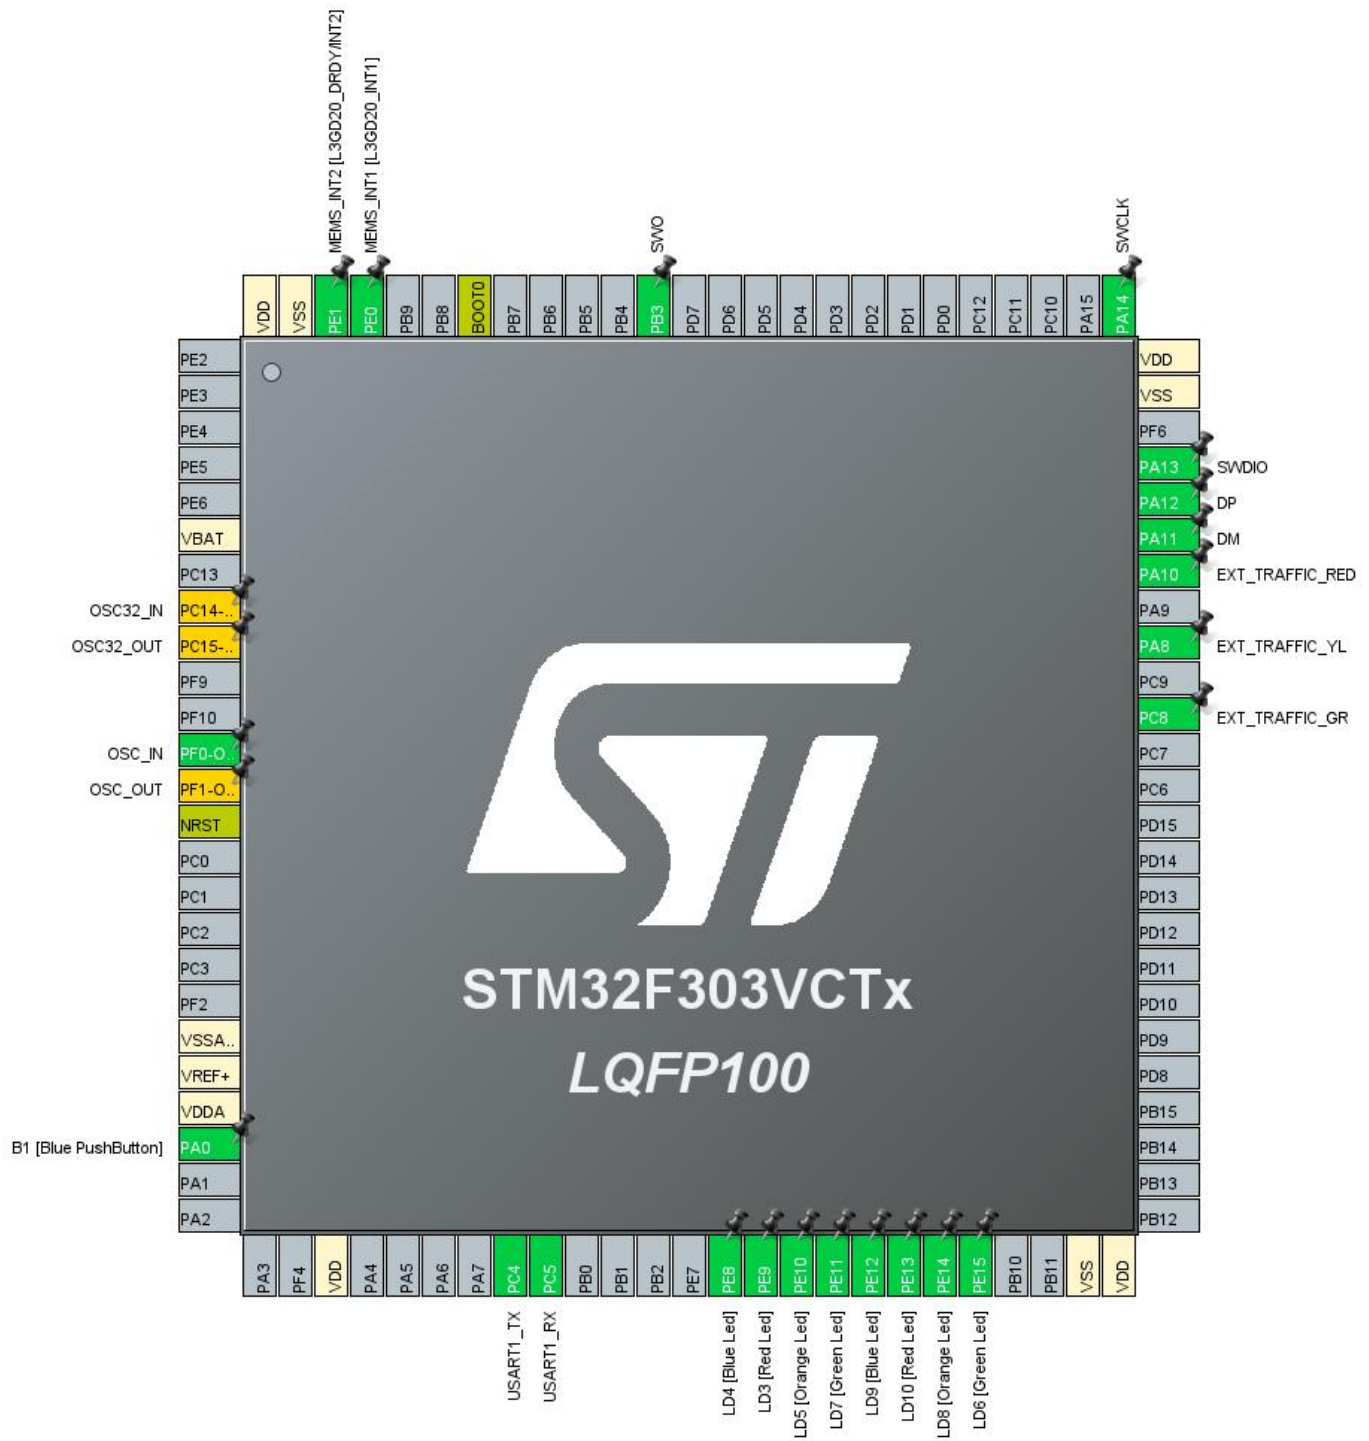 MEMS_INT2 [L3GD20_DRDY/INT2]
MEMS_INT1 [L3GD20_INT1]
SWO
SWCLK
VDD
VSS
PE1
PE0
PB9
PB8
BOOT0
PB7
PB6
PB5
PB4
PB3
PD7
PD6
PD5
PD4
PD3
PD2
PD1
PD0
PC12
PC11
PC10
PA15
PA14
PE2
PE3
PE4
PE5
PE6
VBAT
PC13
OSC32_IN PC14-..
OSC32_OUT PC15-..
PF9
PF10
OSC_IN PF0-O..
OSC_OUT PF1-O..
NRST
PC0
PC1
PC2
PC3
PF2
VSSA..
VREF+
VDDA
B1 [Blue PushButton] PA0
PA1
PA2
ST
STM32F303VCTx
LQFP100
VDD
VSS
PF6
PA13 SWDIO
PA12 DP
PA11 DM
PA10 EXT_TRAFFIC_RED
PA9
PA8 EXT_TRAFFIC_YL
PC9
PC8 EXT_TRAFFIC_GR
PC7
PC6
PD15
PD14
PD13
PD12
PD11
PD10
PD9
PD8
PB15
PB14
PB13
PB12
PA3
PF4
VDD
PA4
PA5
PA6
PA7
PC4
PC5
PB0
PB1
PB2
PE7
PE8
PE9
PE10
PE11
PE12
PE13
PE14
PE15
PB10
PB11
VSS
VDD
USART1_TX
USART1_RX
LD4 [Blue Led]
LD3 [Red Led]
LD5 [Orange Led]
LD7 [Green Led]
LD9 [Blue Led]
LD10 [Red Led]
LD8 [Orange Led]
LD6 [Green Led]